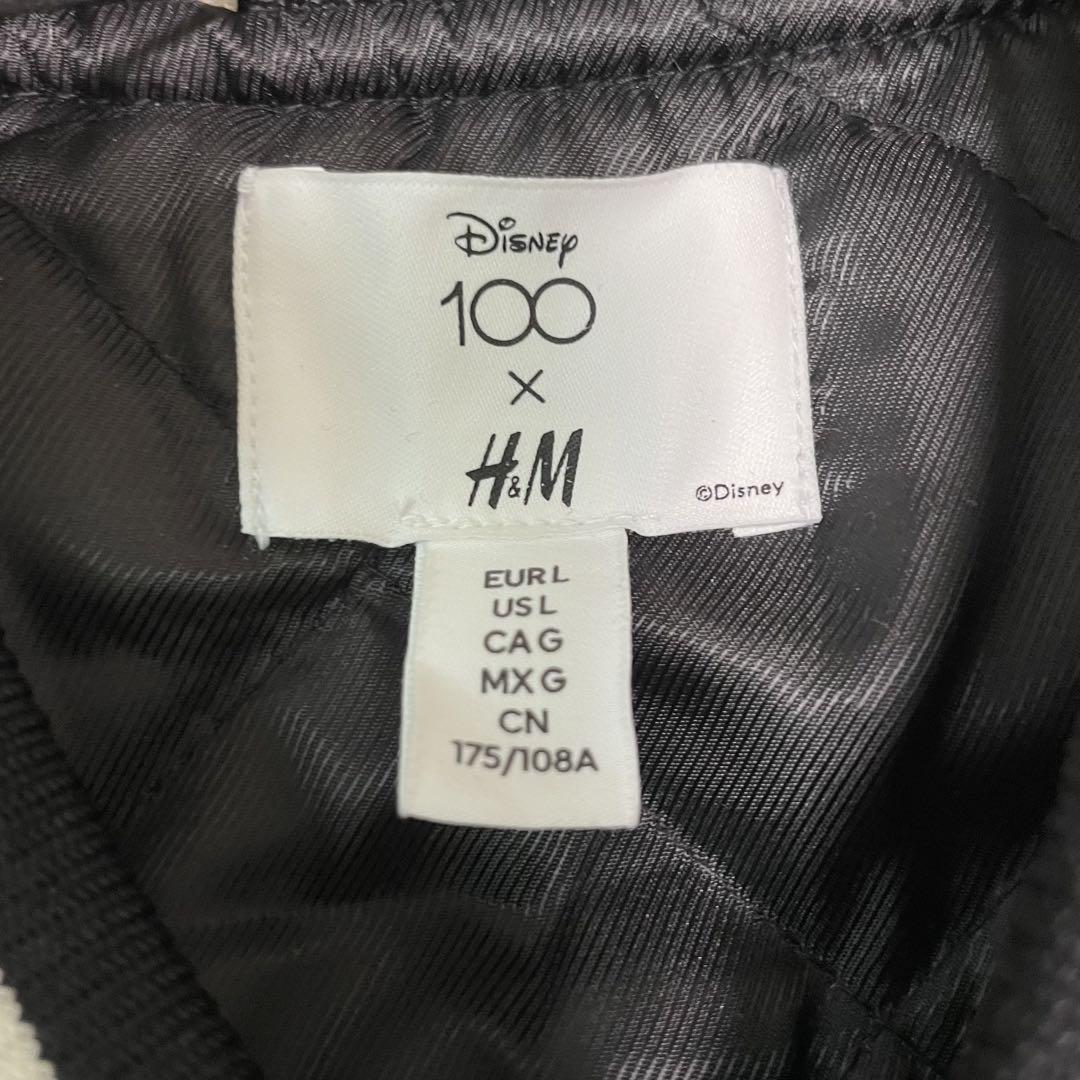 Disney
100
×
H&M
©Disney
EUR L
US L
CA G
MX G
CN
175/108A